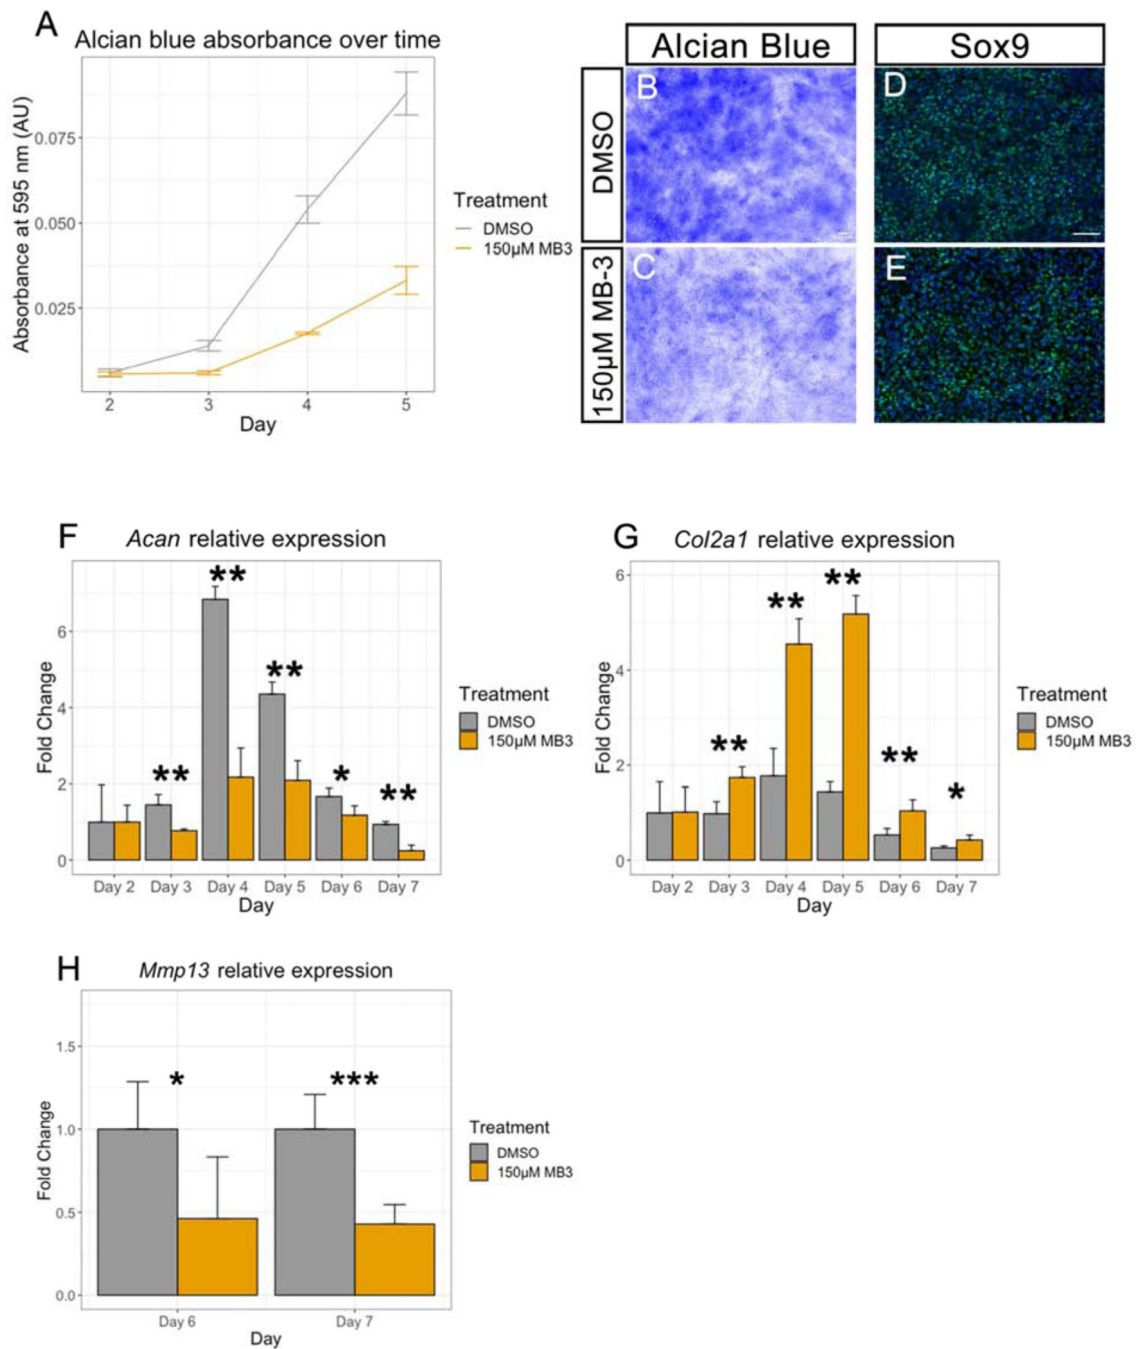 A
Alcian blue absorbance over time
Absorbance at 595 nm (AU)
0.075
0.050
0.025
2 3 4 5
Day
Treatment
DMSO
150µM MB3
Alcian Blue
Sox9
DMSO
150µM MB-3
B
D
C
E
F
Acan relative expression
Fold Change
6
4
2
0
** ** ** * **
Day 2 Day 3 Day 4 Day 5 Day 6 Day 7
Day
Treatment
DMSO
150µM MB3
G
Col2a1 relative expression
Fold Change
6
4
2
0
** ** ** ** *
Day 2 Day 3 Day 4 Day 5 Day 6 Day 7
Day
Treatment
DMSO
150µM MB3
H
Mmp13 relative expression
Fold Change
1.5
1.0
0.5
0.0
* ***
Day 6 Day 7
Day
Treatment
DMSO
150µM MB3